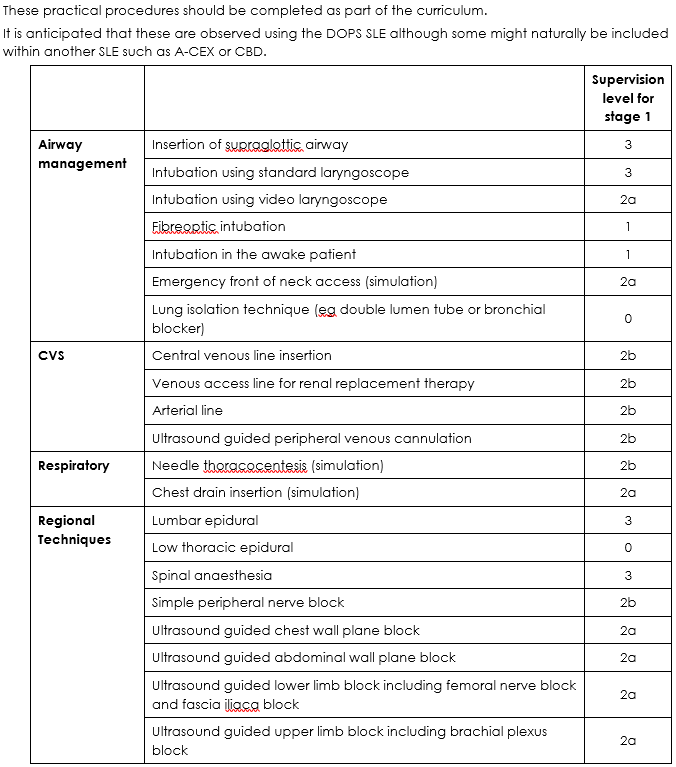 These practical procedures should be completed as part of the curriculum.
It is anticipated that these are observed using the DOPS SLE although some might naturally be included
within another SLE such as A-CEX or CBD.
Supervision
level for
stage 1
Airway
management
Insertion of supraglottic airway
3
Intubation using standard laryngoscope
3
Intubation using video laryngoscope
2a
Fibreoptic intubation
1
Intubation in the awake patient
1
Emergency front of neck access (simulation)
2a
Lung isolation technique (eg double lumen tube or bronchial
blocker)
0
CVS
Central venous line insertion
2b
Venous access line for renal replacement therapy
2b
Arterial line
2b
Ultrasound guided peripheral venous cannulation
2b
Respiratory
Needle thoracocentesis (simulation)
2b
Chest drain insertion (simulation)
2a
Regional
Techniques
Lumbar epidural
3
Low thoracic epidural
0
Spinal anaesthesia
3
Simple peripheral nerve block
2b
Ultrasound guided chest wall plane block
2a
Ultrasound guided abdominal wall plane block
2a
Ultrasound guided lower limb block including femoral nerve block
and fascia iliaca block
2a
Ultrasound guided upper limb block including brachial plexus
block
2a